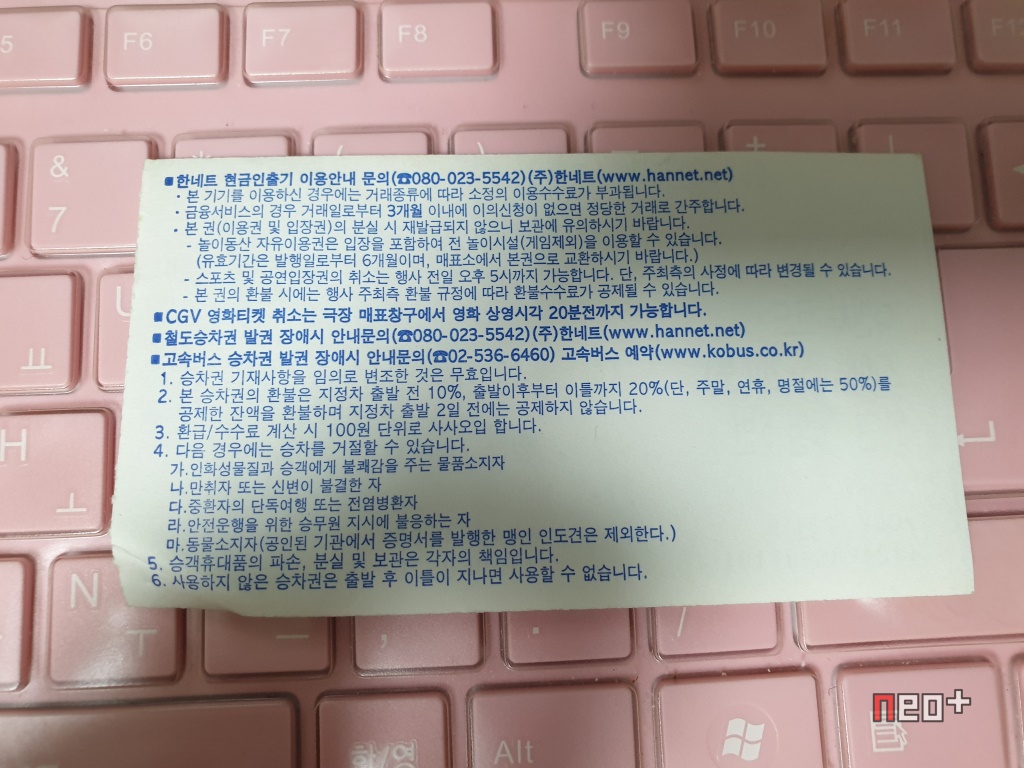 5 F6 F7 F8 F9 F10 F11 F12
&
7
■한네트 현금인출기 이용안내 문의(☎080-023-5542)(주)한네트(www.hannet.net)
· 본 기기를 이용하신 경우에는 거래종류에 따라 소정의 이용수수료가 부과됩니다.
· 금융서비스의 경우 거래일로부터 3개월 이내에 이의신청이 없으면 정당한 거래로 간주합니다.
· 본 권(이용권 및 입장권)의 분실 시 재발급되지 않으니 보관에 유의하시기 바랍니다.
- 놀이동산 자유이용권은 입장을 포함하여 전 놀이시설(게임제외)을 이용할 수 있습니다.
(유효기간은 발행일로부터 6개월이며, 매표소에서 본권으로 교환하시기 바랍니다.)
- 스포츠 및 공연입장권의 취소는 행사 전일 오후 5시까지 가능합니다. 단, 주최측의 사정에 따라 변경될 수 있습니다.
- 본 권의 환불 시에는 행사 주최측 환불 규정에 따라 환불수수료가 공제될 수 있습니다.
■CGV 영화티켓 취소는 극장 매표창구에서 영화 상영시각 20분전까지 가능합니다.
■철도승차권 발권 장애시 안내문의(☎080-023-5542)(주)한네트(www.hannet.net)
■고속버스 승차권 발권 장애시 안내문의(☎02-536-6460) 고속버스 예약(www.kobus.co.kr)
1. 승차권 기재사항을 임의로 변조한 것은 무효입니다.
2. 본 승차권의 환불은 지정차 출발 전 10%, 출발이후부터 이틀까지 20%(단, 주말, 연휴, 명절에는 50%)를
공제한 잔액을 환불하며 지정차 출발 2일 전에는 공제하지 않습니다.
3. 환급/수수료 계산 시 100원 단위로 사사오입 합니다.
4. 다음 경우에는 승차를 거절할 수 있습니다.
가.인화성물질과 승객에게 불쾌감을 주는 물품소지자
나.만취자 또는 신변이 불결한 자
다.중환자의 단독여행 또는 전염병환자
라.안전운행을 위한 승무원 지시에 불응하는 자
마.동물소지자(공인된 기관에서 증명서를 발행한 맹인 인도견은 제외한다.)
5. 승객휴대품의 파손, 분실 및 보관은 각자의 책임입니다.
6. 사용하지 않은 승차권은 출발 후 이틀이 지나면 사용할 수 없습니다.
ㅛ
H
ㅗ
N
ㅜ
ㅡ , . /
한/영 Alt
neo+